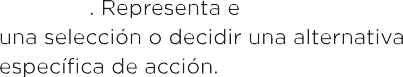 . Representa e
una selección o decidir una alternativa
específica de acción.